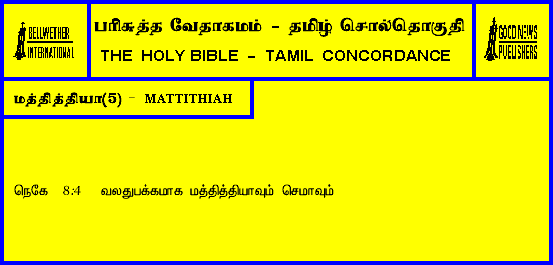 BELLWETHER
INTERNATIONAL
பரிசுத்த வேதாகமம் - தமிழ் சொல்தொகுதி
THE HOLY BIBLE - TAMIL CONCORDANCE
GOOD NEWS
PUBLISHERS
மத்தித்தியா(5) - MATTITHIAH
நெகே 8:4 வலதுபக்கமாக மத்தித்தியாவும் செமாவும்